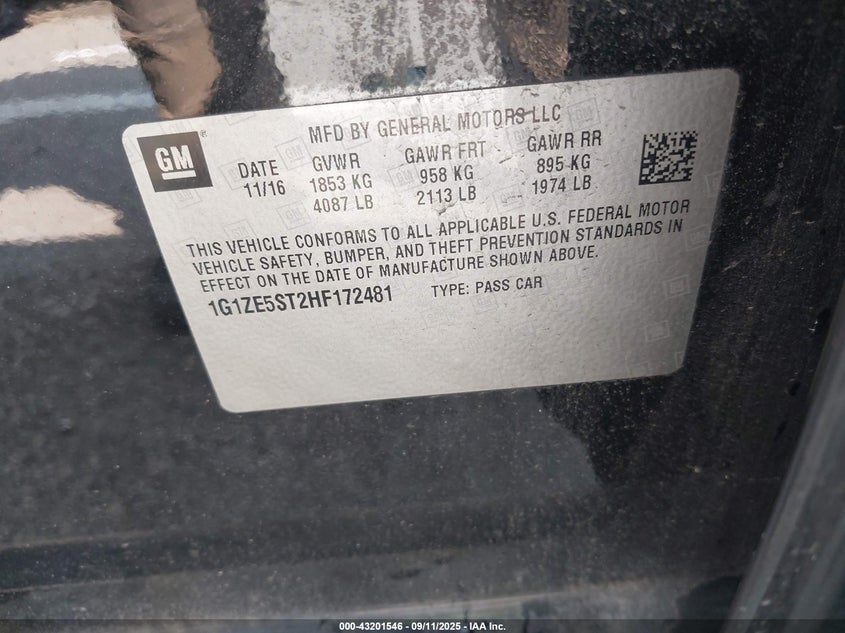 MFD BY GENERAL MOTORS LLC
GM®
DATE GVWR GAWR FRT GAWR RR
11/16 1853 KG 958 KG 895 KG
4087 LB 2113 LB 1974 LB
THIS VEHICLE CONFORMS TO ALL APPLICABLE U.S. FEDERAL MOTOR
VEHICLE SAFETY, BUMPER, AND THEFT PREVENTION STANDARDS IN
EFFECT ON THE DATE OF MANUFACTURE SHOWN ABOVE.
1G1ZE5ST2HF172481 TYPE: PASS CAR
000-43201546 - 09/11/2025 - IAA Inc.